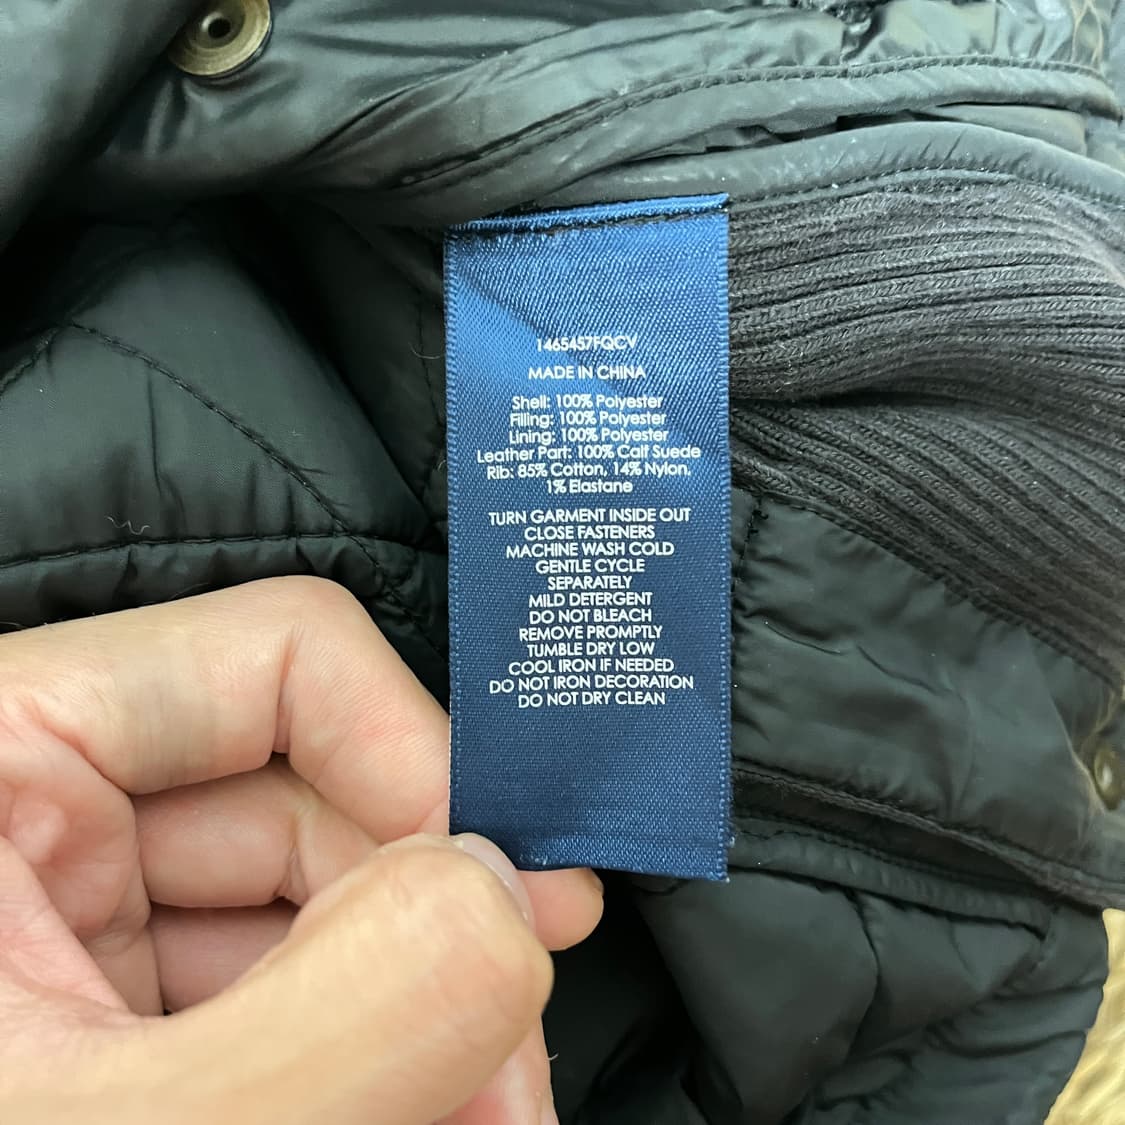 1465457FQCV
MADE IN CHINA
Shell: 100% Polyester
Filling: 100% Polyester
Lining: 100% Polyester
Leather Part: 100% Calf Suede
Rib: 85% Cotton, 14% Nylon,
1% Elastane
TURN GARMENT INSIDE OUT
CLOSE FASTENERS
MACHINE WASH COLD
GENTLE CYCLE
SEPARATELY
MILD DETERGENT
DO NOT BLEACH
REMOVE PROMPTLY
TUMBLE DRY LOW
COOL IRON IF NEEDED
DO NOT IRON DECORATION
DO NOT DRY CLEAN